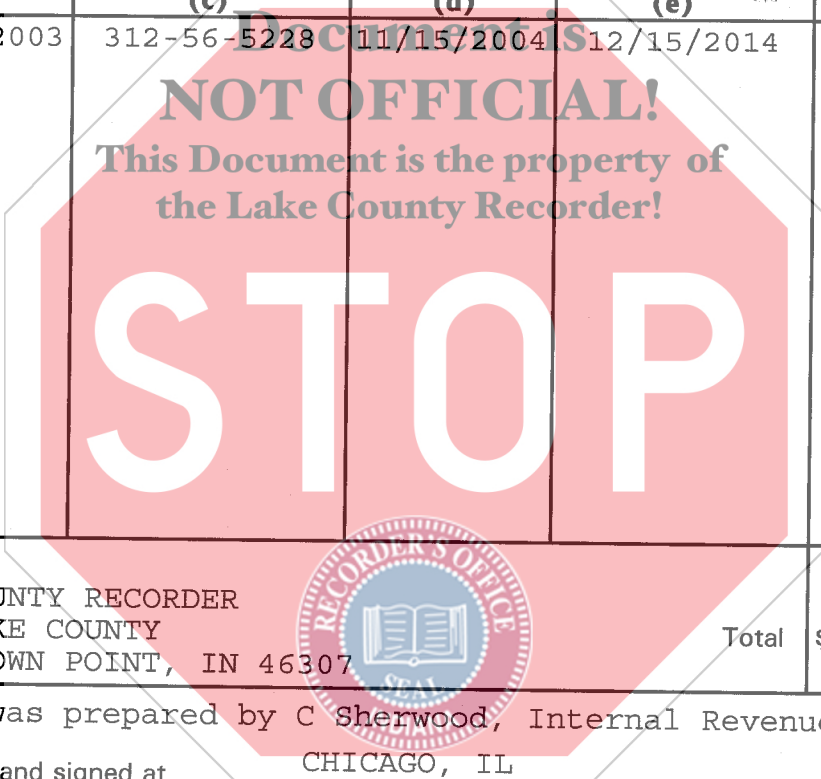 (c) (d) (e)
2003 312-56-5228 11/15/2004 12/15/2014
Document is
NOT OFFICIAL!
This Document is the property of
the Lake County Recorder!
STOP
UNTY RECORDER
KE COUNTY
OWN POINT, IN 46307
Total $
RECORDER'S OFFICE
SEAL
was prepared by C Sherwood, Internal Revenue
and signed at CHICAGO, IL